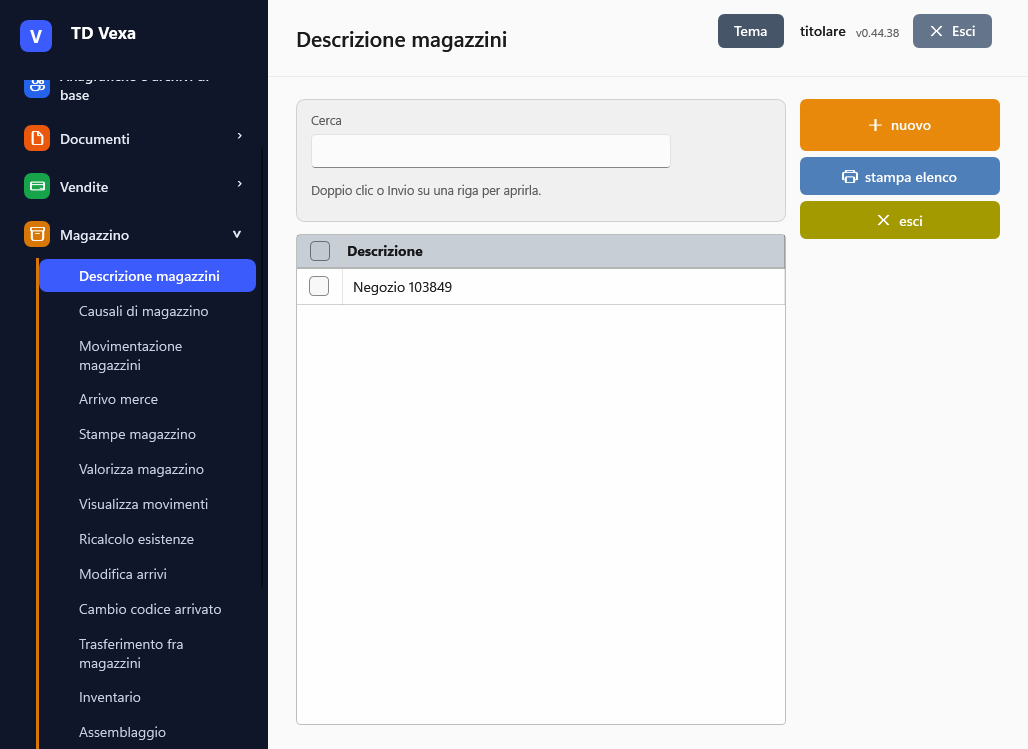 V
TD Vexa
base
Documenti
Vendite
Magazzino
Descrizione magazzini
Causali di magazzino
Movimentazione
magazzini
Arrivo merce
Stampe magazzino
Valorizza magazzino
Visualizza movimenti
Ricalcolo esistenze
Modifica arrivi
Cambio codice arrivato
Trasferimento fra
magazzini
Inventario
Assemblaggio
Descrizione magazzini
Tema
titolare
v0.44.38
Esci
Cerca
Doppio clic o Invio su una riga per aprirla.
nuovo
stampa elenco
esci
Descrizione
Negozio 103849